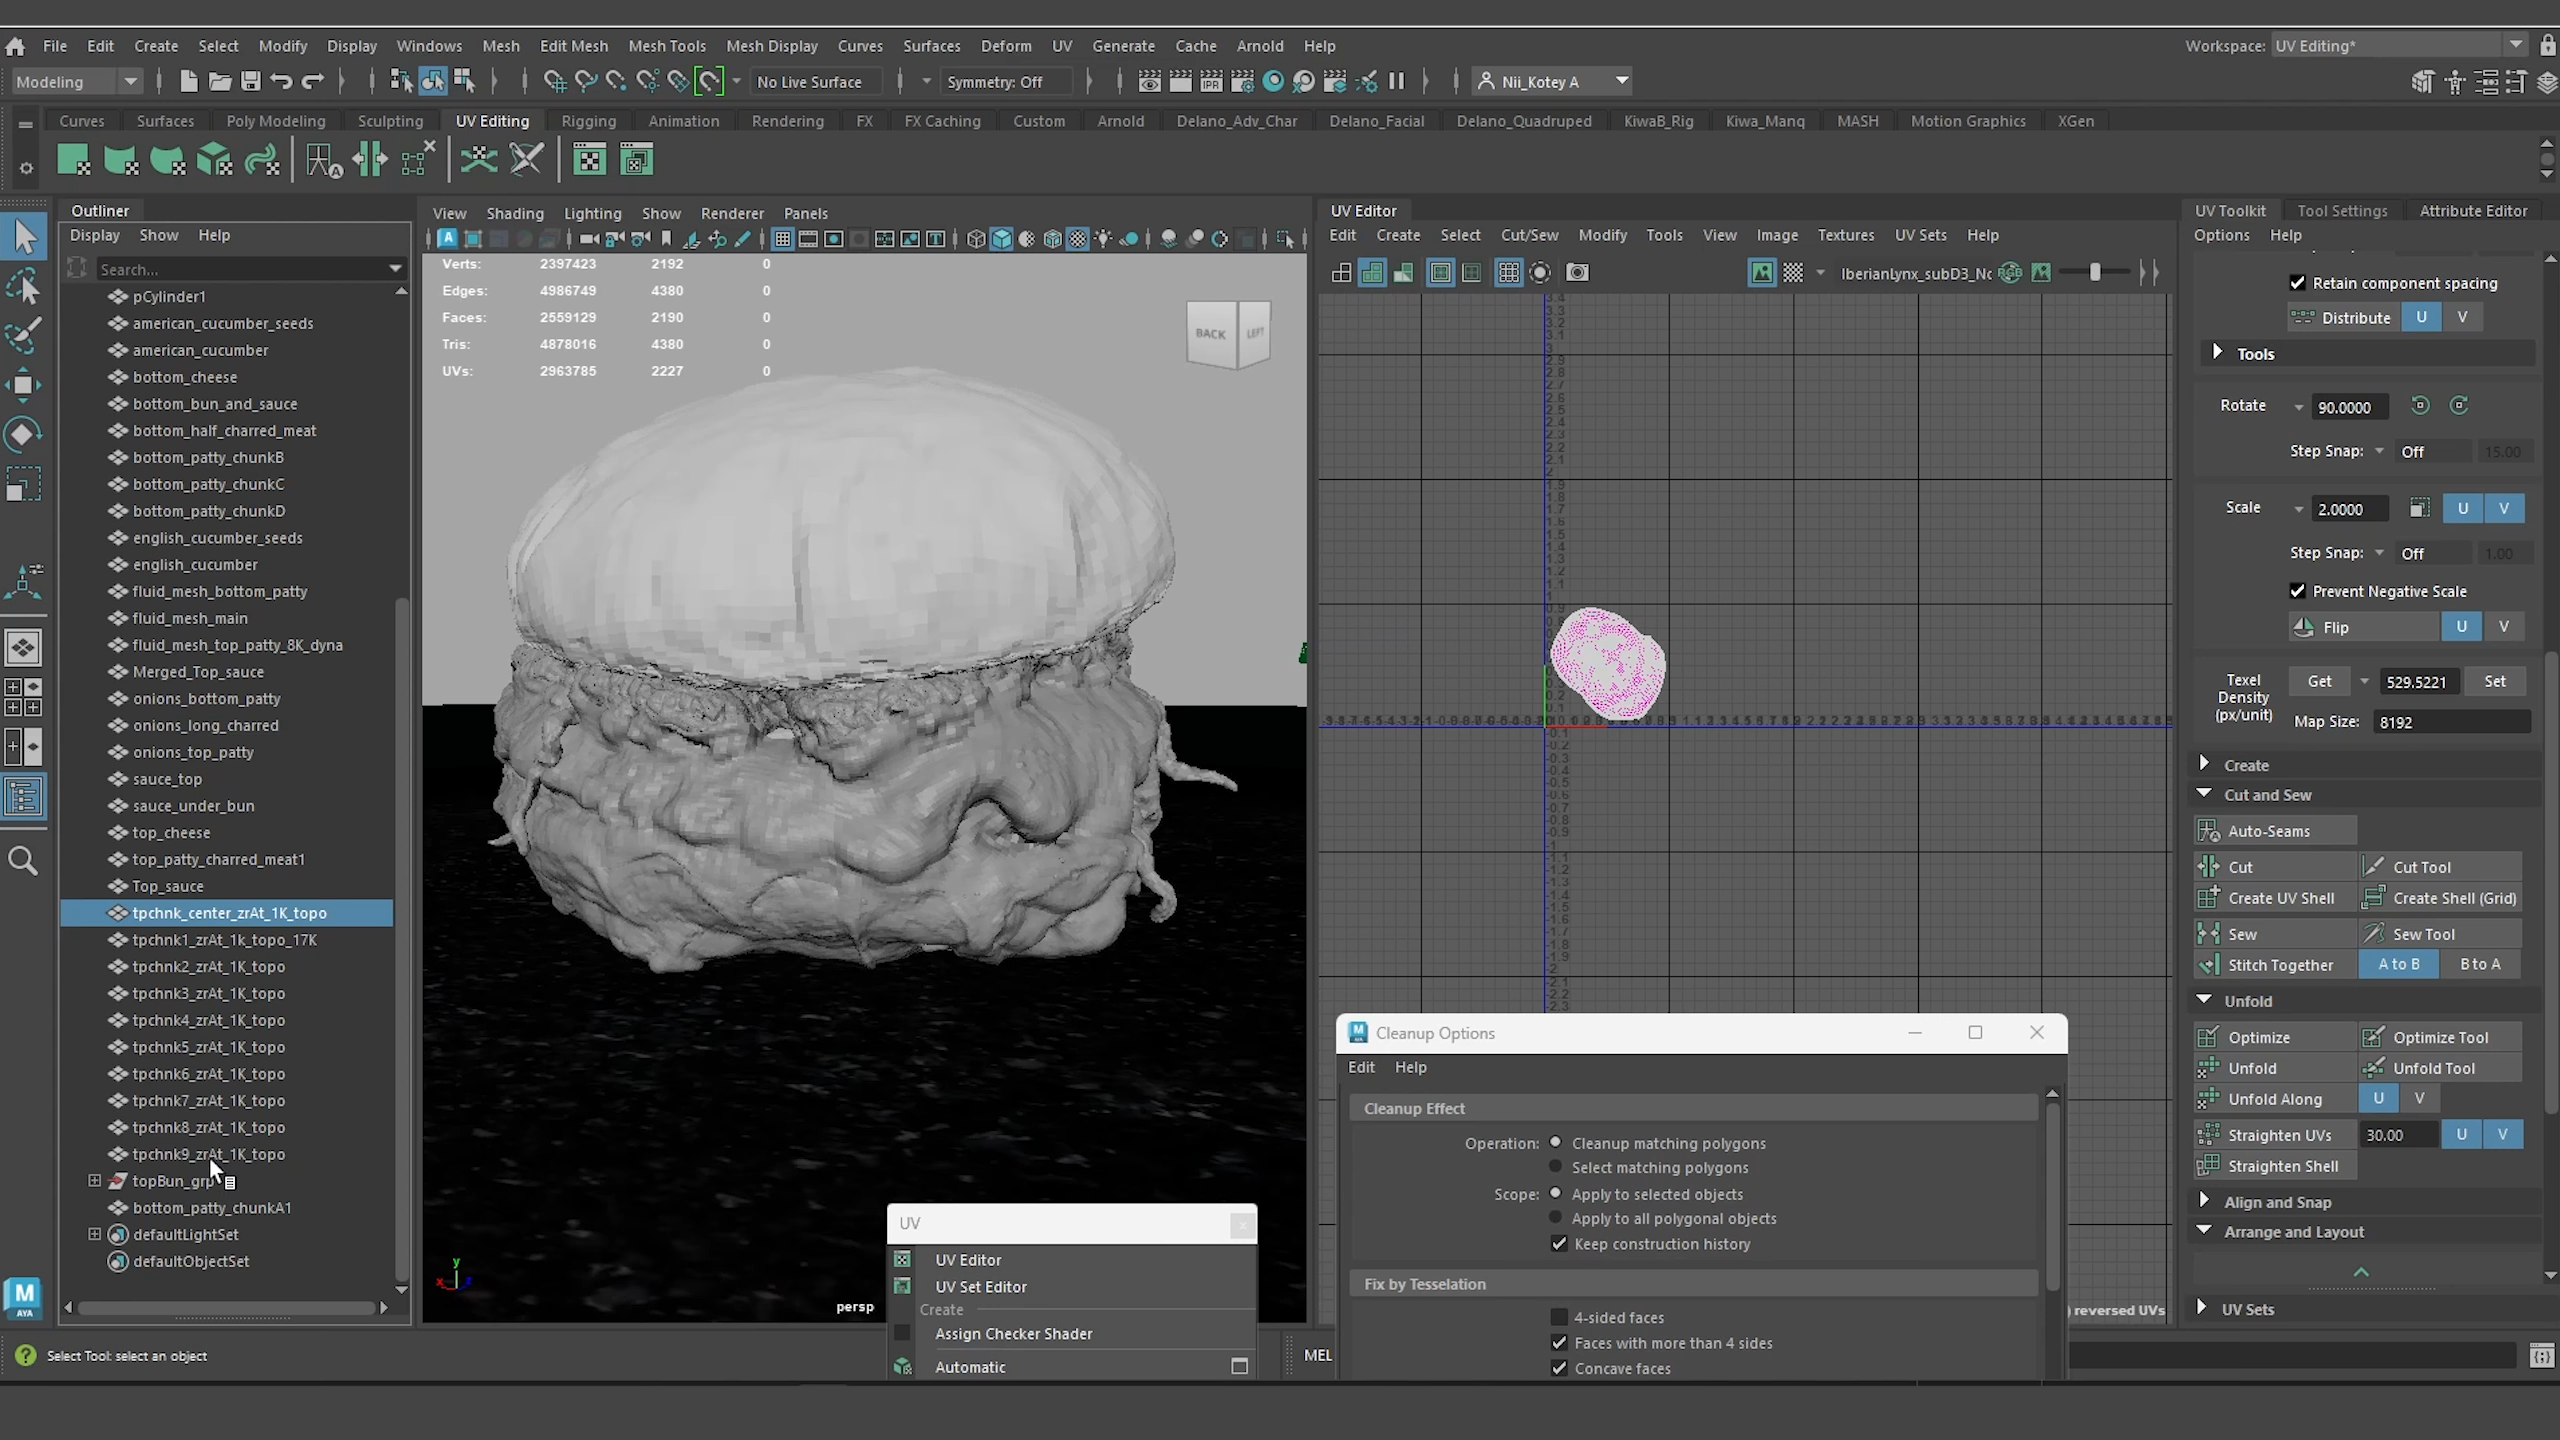 File Edit Create Select Modify Display Windows Mesh Edit Mesh Mesh Tools Mesh Display Curves Surfaces Deform UV Generate Cache Arnold Help
Workspace: UV Editing*
Modeling
No Live Surface
Symmetry: Off
IPR
Nii_Kotey A
Curves Surfaces Poly Modeling Sculpting UV Editing Rigging Animation Rendering FX FX Caching Custom Arnold Delano_Adv_Char Delano_Facial Delano_Quadruped KiwaB_Rig Kiwa_Manq MASH Motion Graphics XGen
Outliner
Display Show Help
Search...
pCylinder1
american_cucumber_seeds
american_cucumber
bottom_cheese
bottom_bun_and_sauce
bottom_half_charred_meat
bottom_patty_chunkB
bottom_patty_chunkC
bottom_patty_chunkD
english_cucumber_seeds
english_cucumber
fluid_mesh_bottom_patty
fluid_mesh_main
fluid_mesh_top_patty_8K_dyna
Merged_Top_sauce
onions_bottom_patty
onions_long_charred
onions_top_patty
sauce_top
sauce_under_bun
top_cheese
top_patty_charred_meat1
Top_sauce
tpchnk_center_zrAt_1K_topo
tpchnk1_zrAt_1k_topo_17K
tpchnk2_zrAt_1K_topo
tpchnk3_zrAt_1K_topo
tpchnk4_zrAt_1K_topo
tpchnk5_zrAt_1K_topo
tpchnk6_zrAt_1K_topo
tpchnk7_zrAt_1K_topo
tpchnk8_zrAt_1K_topo
tpchnk9_zrAt_1K_topo
topBun_grp
bottom_patty_chunkA1
defaultLightSet
defaultObjectSet
View Shading Lighting Show Renderer Panels
Verts: 2397423 2192 0
Edges: 4986749 4380 0
Faces: 2559129 2190 0
Tris: 4878016 4380 0
UVs: 2963785 2227 0
BACK LEFT
persp
y
x
z
UV
UV Editor
UV Set Editor
Create
Assign Checker Shader
Automatic
UV Editor
Edit Create Select Cut/Sew Modify Tools View Image Textures UV Sets Help
IberianLynx_subD3_Nc
RGB
Cleanup Options
Edit Help
Cleanup Effect
Operation: Cleanup matching polygons
Select matching polygons
Scope: Apply to selected objects
Apply to all polygonal objects
Keep construction history
Fix by Tesselation
4-sided faces
Faces with more than 4 sides
Concave faces
) reversed UVs
UV Toolkit Tool Settings Attribute Editor
Options Help
Retain component spacing
Distribute U V
Tools
Rotate 90.0000
Step Snap: Off 15.00
Scale 2.0000 U V
Step Snap: Off 1.00
Prevent Negative Scale
Flip U V
Texel Density (px/unit) Get 529.5221 Set
Map Size: 8192
Create
Cut and Sew
Auto-Seams
Cut Cut Tool
Create UV Shell Create Shell (Grid)
Sew Sew Tool
Stitch Together A to B B to A
Unfold
Optimize Optimize Tool
Unfold Unfold Tool
Unfold Along U V
Straighten UVs 30.00 U V
Straighten Shell
Align and Snap
Arrange and Layout
UV Sets
M
AYA
Select Tool: select an object
MEL